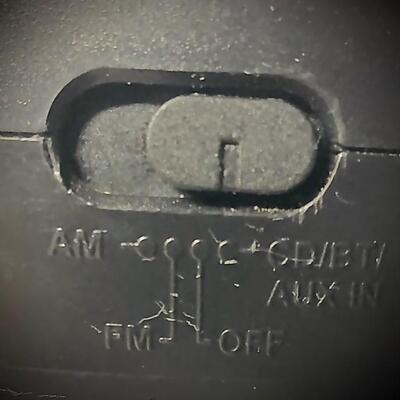 AM CD/BT/
AUX IN
FM OFF